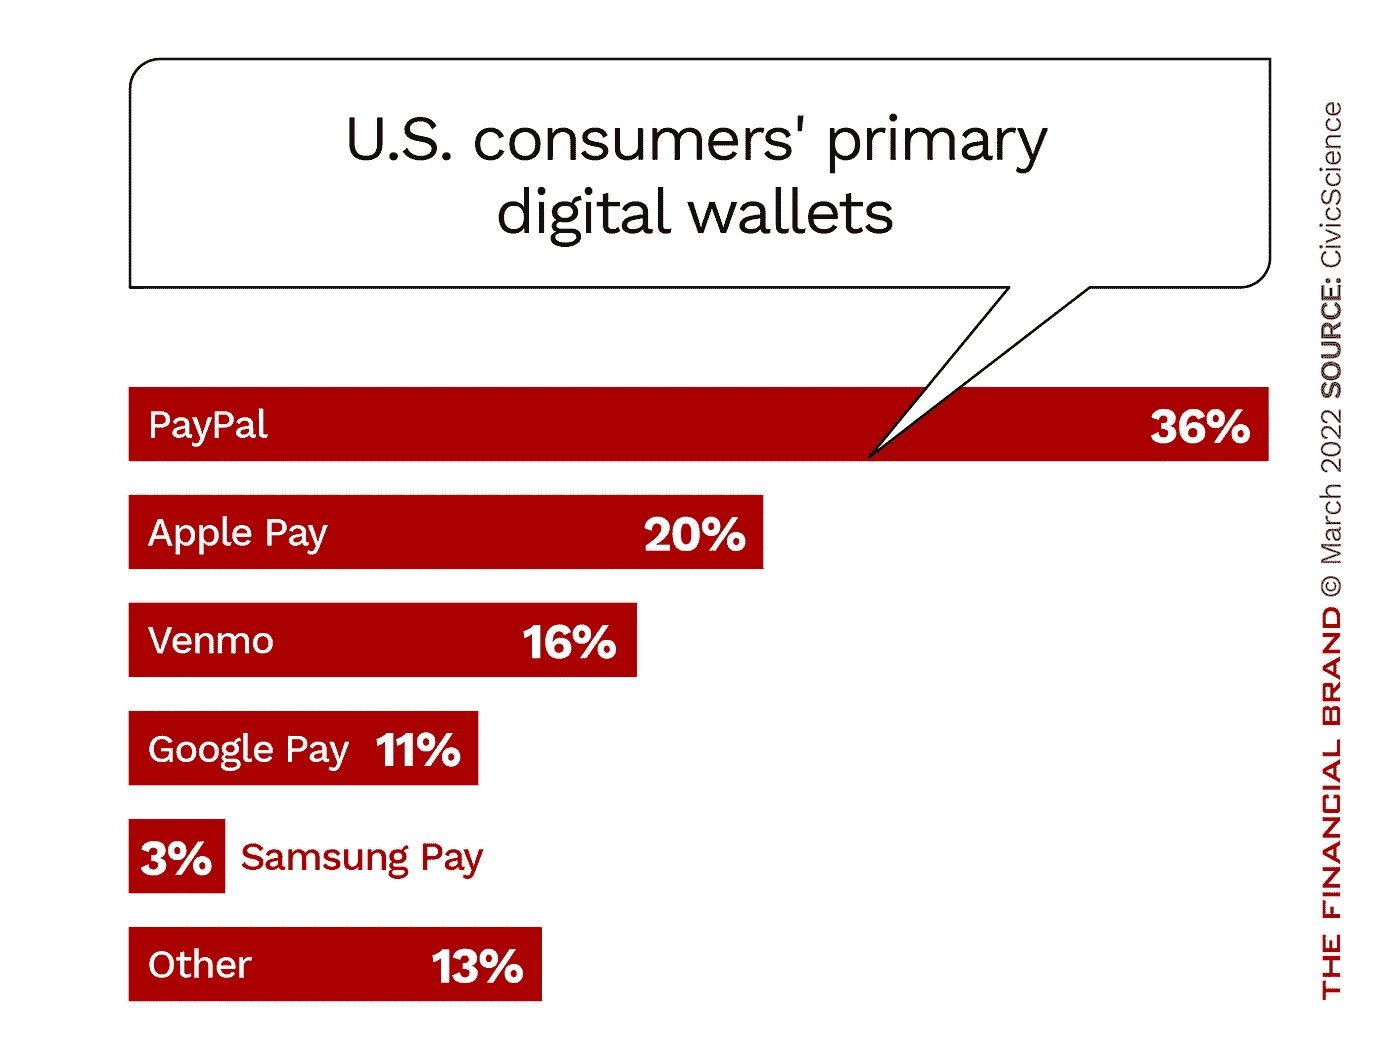 U.S. consumers' primary
digital wallets
PayPal 36%
Apple Pay 20%
Venmo 16%
Google Pay 11%
3% Samsung Pay
Other 13%
THE FINANCIAL BRAND © March 2022 SOURCE: CivicScience